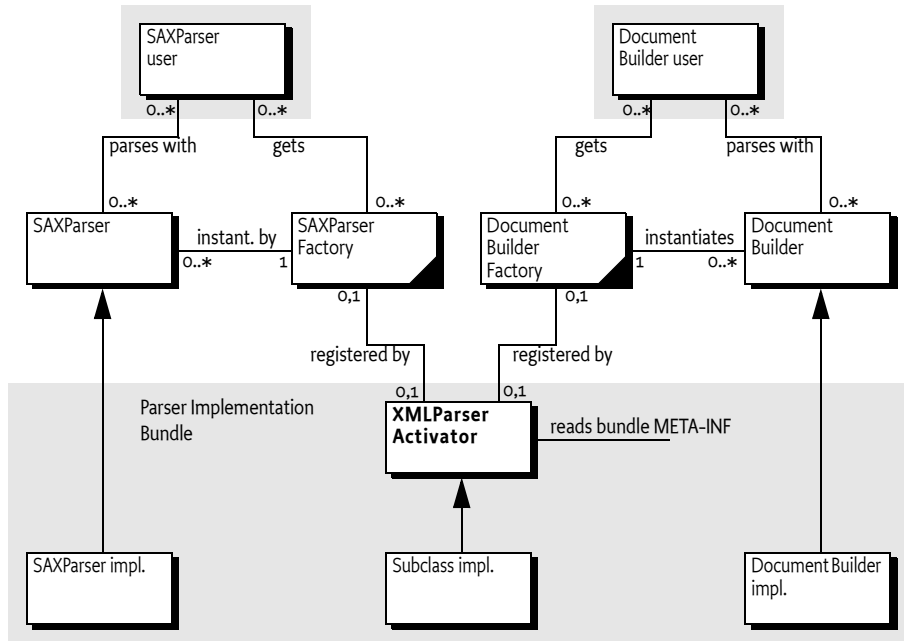 SAXParser
user
Document
Builder user
0..*
0..*
0..*
0..*
parses with
gets
gets
parses with
0..*
0..*
0..*
0..*
SAXParser
instant. by
0..*
1
SAXParser
Factory
Document
Builder
Factory
instantiates
1
0..*
Document
Builder
0,1
0,1
registered by
registered by
0,1
0,1
Parser Implementation
Bundle
XMLParser
Activator
reads bundle META-INF
SAXParser impl.
Subclass impl.
Document Builder
impl.